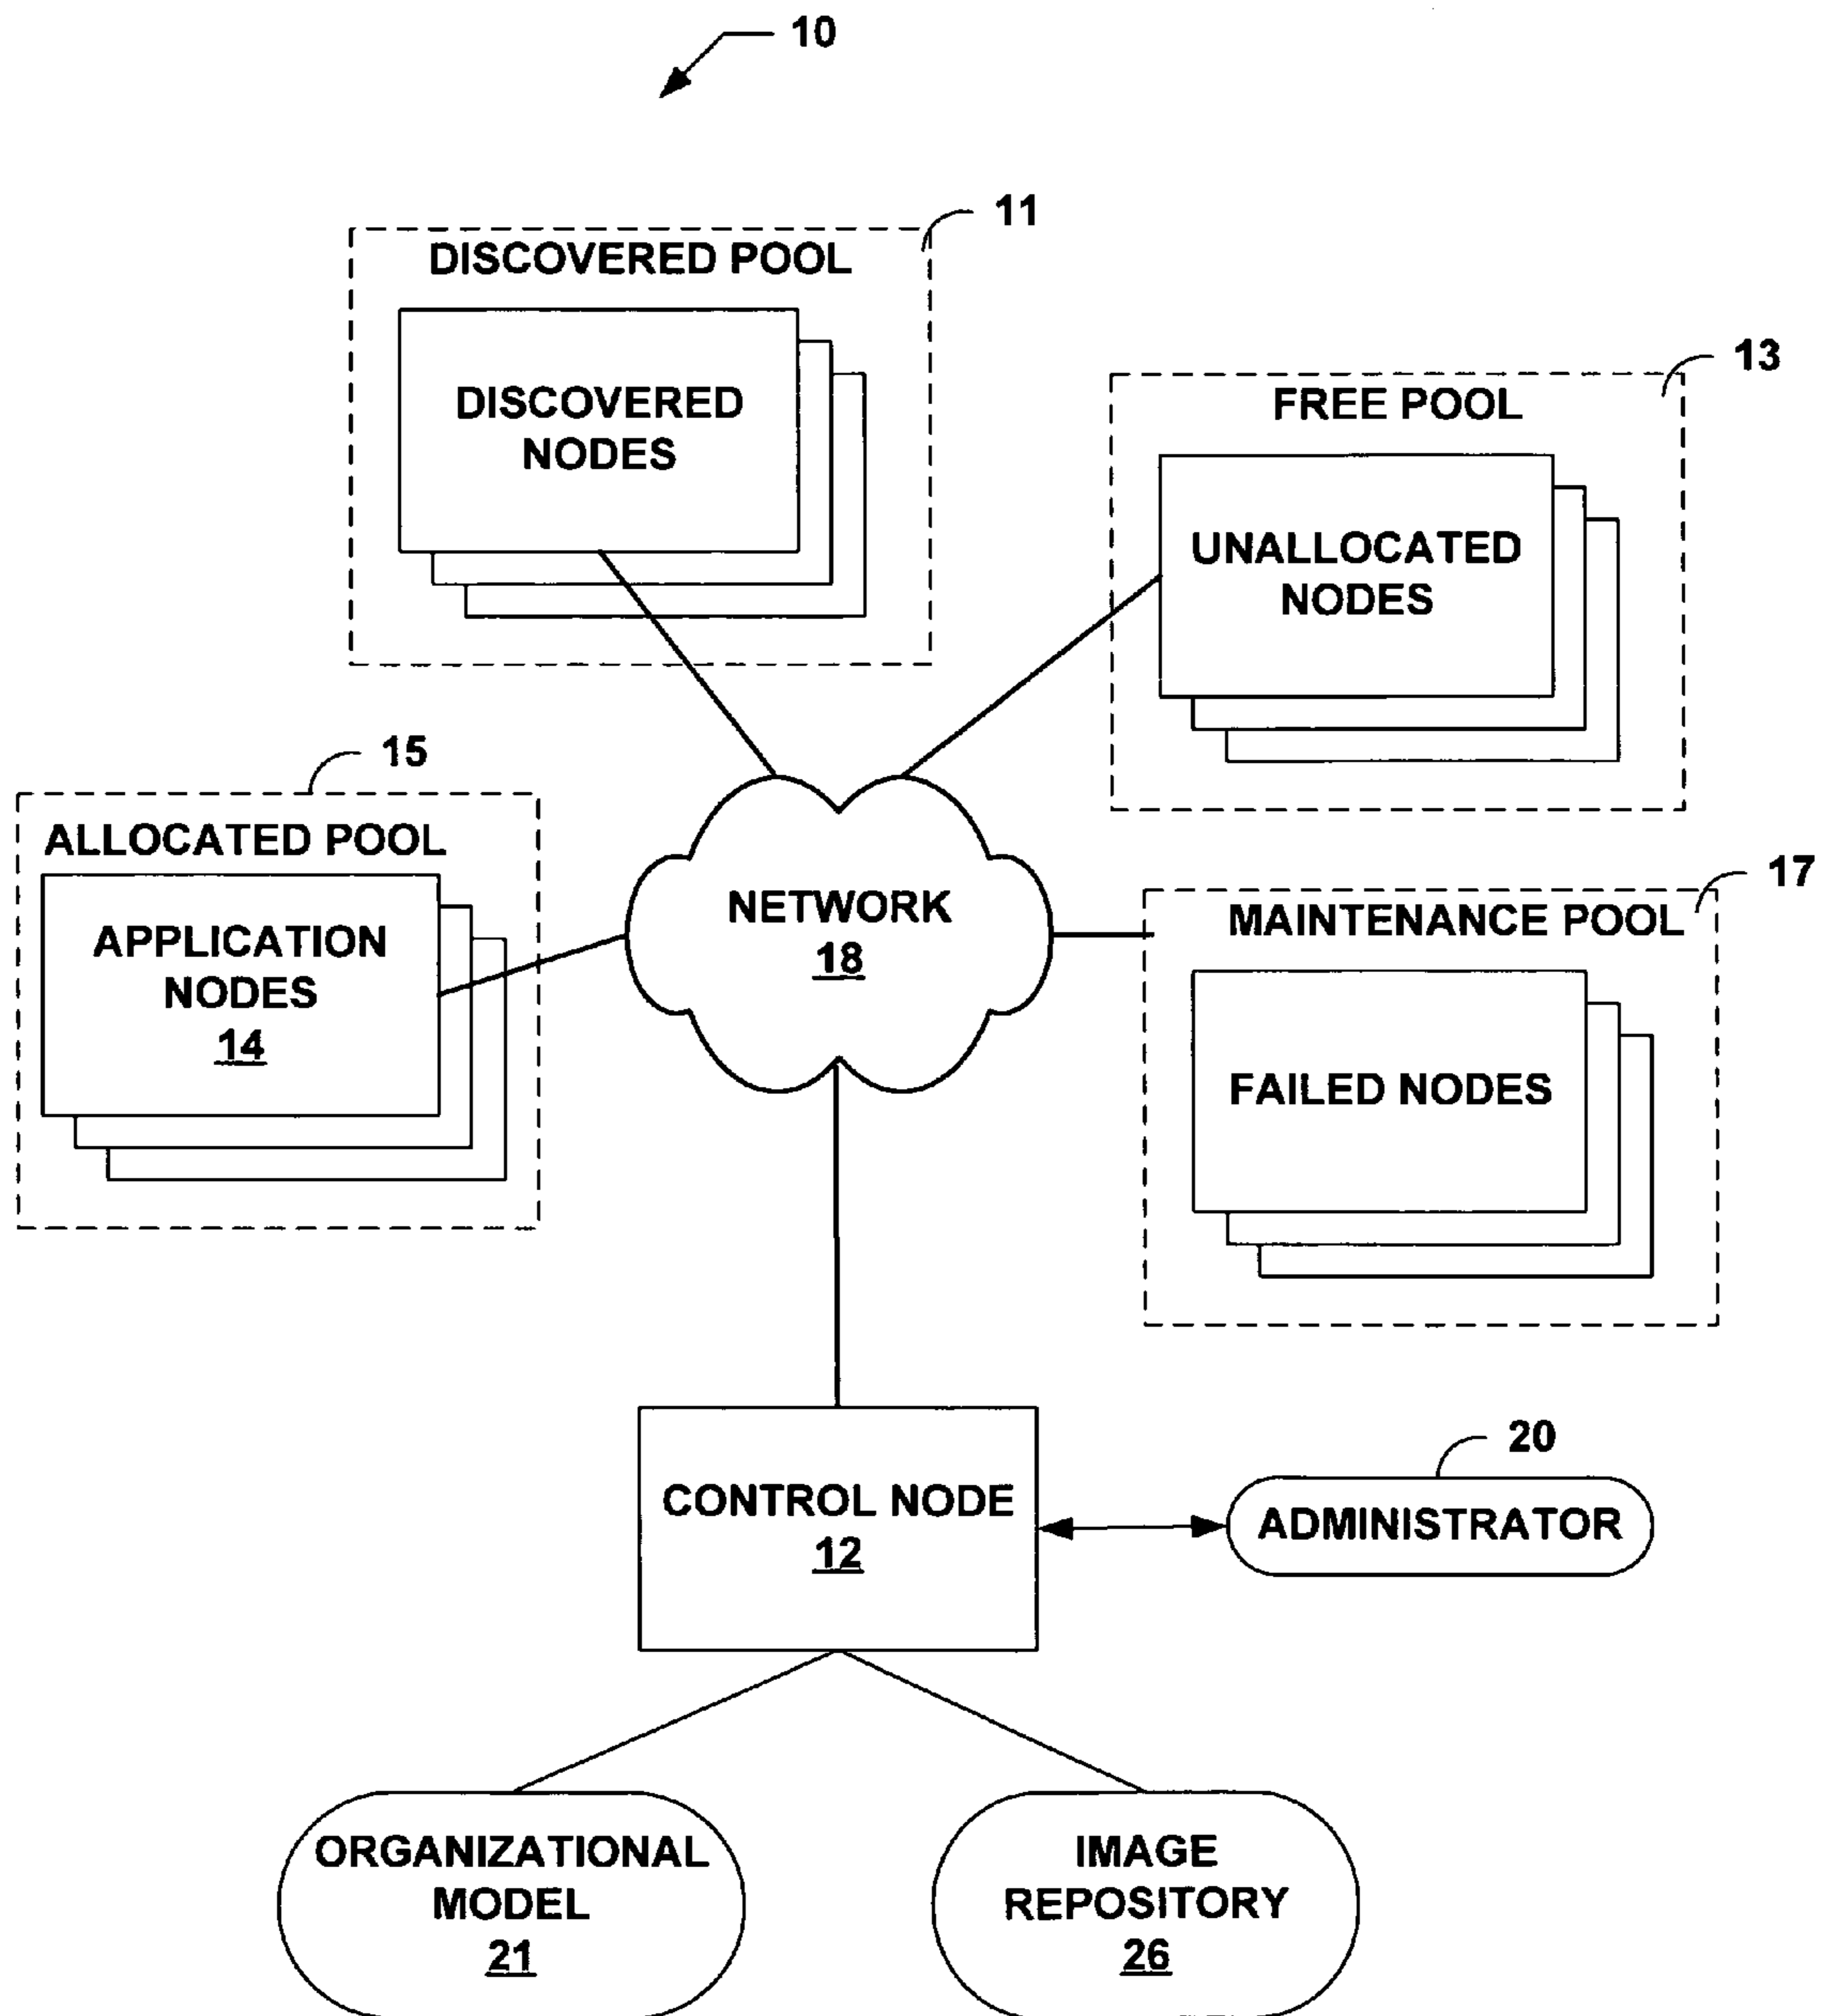 10
11
DISCOVERED POOL
DISCOVERED
NODES
13
FREE POOL
UNALLOCATED
NODES
15
ALLOCATED POOL
APPLICATION
NODES
14
NETWORK
18
17
MAINTENANCE POOL
FAILED NODES
CONTROL NODE
12
20
ADMINISTRATOR
ORGANIZATIONAL
MODEL
21
IMAGE
REPOSITORY
26